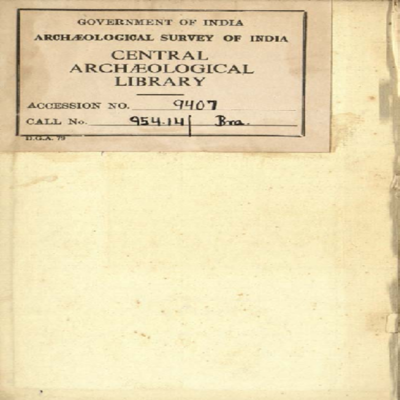 GOVERNMENT OF INDIA
ARCHÆOLOGICAL SURVEY OF INDIA
CENTRAL
ARCHÆOLOGICAL
LIBRARY
ACCESSION NO. 9407
CALL No. 954.14/ Bra.
D.G.A. 79